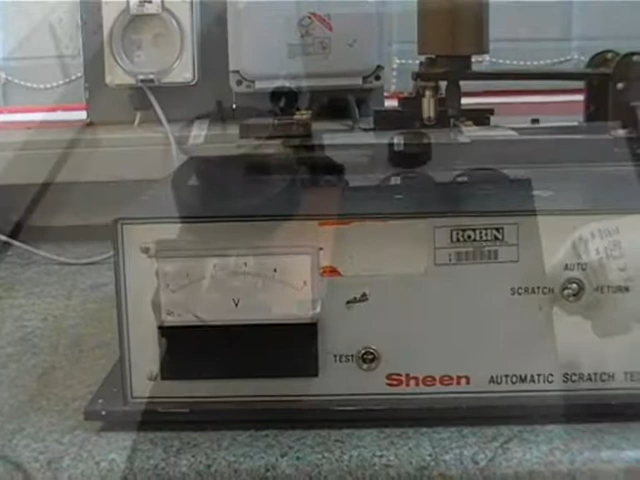 ROBIN
AUTO
SCRATCH
RETURN
V
TEST
Sheen AUTOMATIC SCRATCH TES